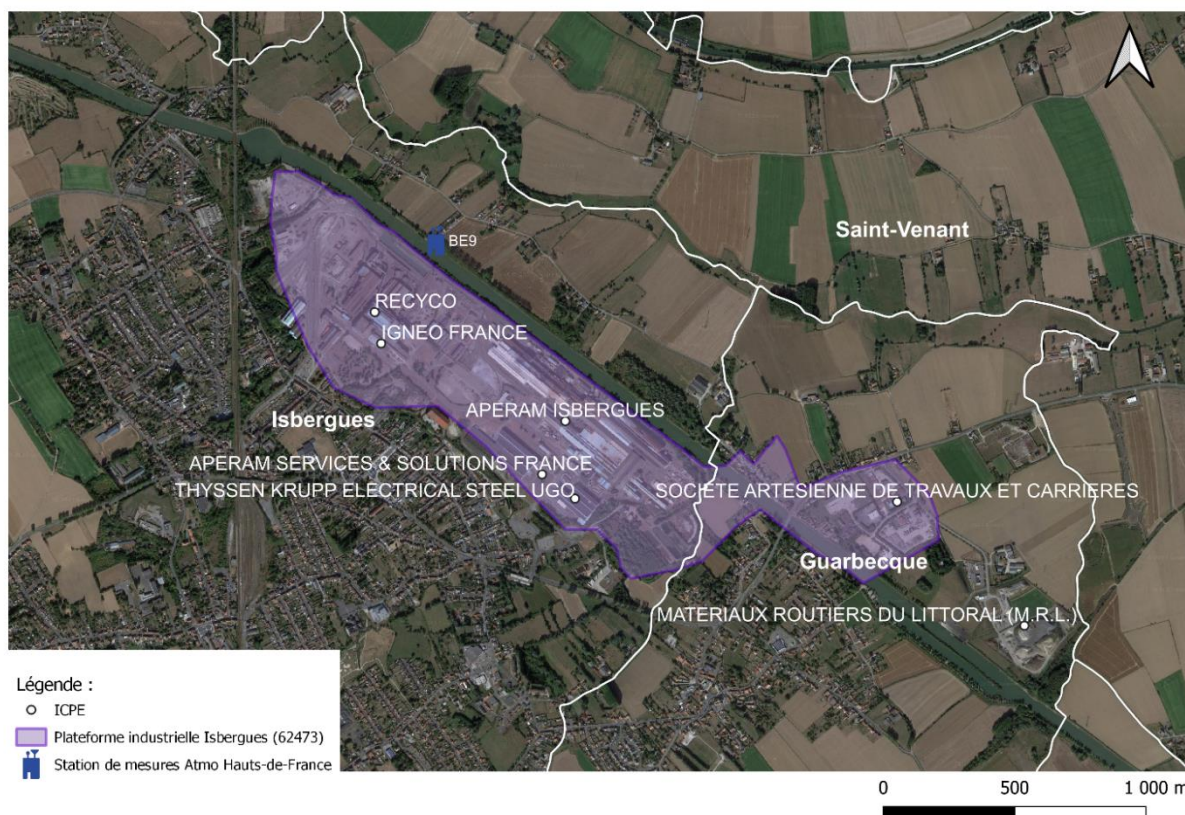 Saint-Venant
BE9
RECYCO
IGNEO FRANCE
APERAM ISBERGUES
Isbergues
APERAM SERVICES & SOLUTIONS FRANCE
THYSSEN KRUPP ELECTRICAL STEEL UGO
SOCIETE ARTESIENNE DE TRAVAUX ET CARRIERES
Guarbecque
MATERIAUX ROUTIERS DU LITTORAL (M.R.L.)
Légende :
ICPE
Plateforme industrielle Isbergues (62473)
Station de mesures Atmo Hauts-de-France
0 500 1 000 m